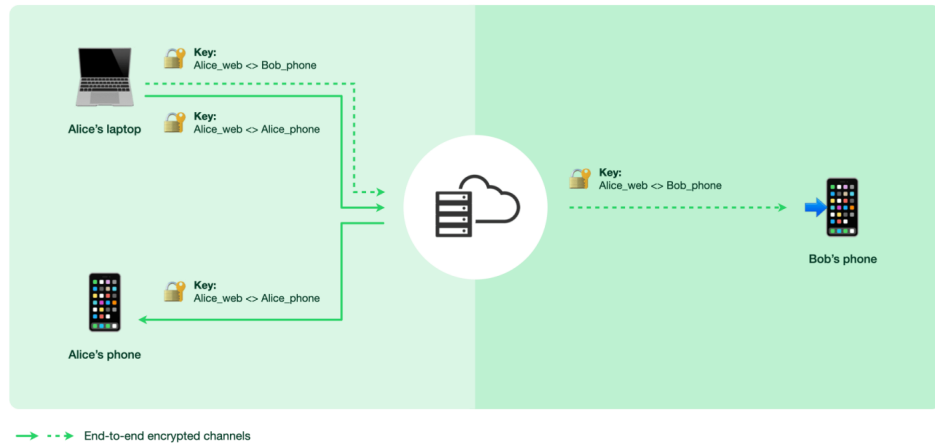 Key:
Alice_web <> Bob_phone
Alice's laptop
Key:
Alice_web <> Alice_phone
Key:
Alice_web <> Bob_phone
Bob's phone
Key:
Alice_web <> Alice_phone
Alice's phone
End-to-end encrypted channels